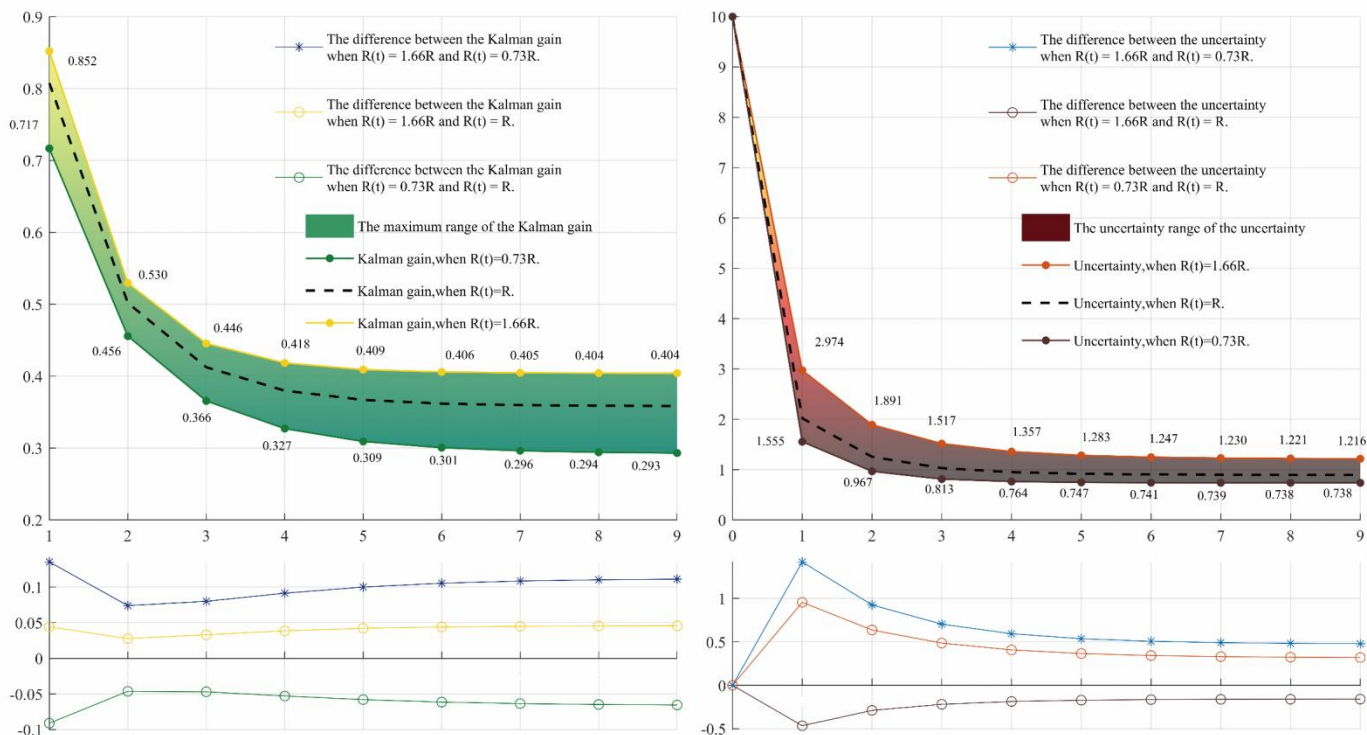 0.9
0.8
0.7
0.6
0.5
0.4
0.3
0.2
1 2 3 4 5 6 7 8 9
0.852
0.717
0.530
0.456
0.446
0.366
0.418
0.327
0.409
0.309
0.406
0.301
0.405
0.296
0.404
0.294
0.404
0.293
The difference between the Kalman gain
when R(t) = 1.66R and R(t) = 0.73R.
The difference between the Kalman gain
when R(t) = 1.66R and R(t) = R.
The difference between the Kalman gain
when R(t) = 0.73R and R(t) = R.
The maximum range of the Kalman gain
Kalman gain,when R(t)=0.73R.
Kalman gain,when R(t)=R.
Kalman gain,when R(t)=1.66R.
0.1
0.05
0
-0.05
-0.1
10
9
8
7
6
5
4
3
2
1
0
0 1 2 3 4 5 6 7 8 9
The difference between the uncertainty
when R(t) = 1.66R and R(t) = 0.73R.
The difference between the uncertainty
when R(t) = 1.66R and R(t) = R.
The difference between the uncertainty
when R(t) = 0.73R and R(t) = R.
The uncertainty range of the uncertainty
Uncertainty,when R(t)=1.66R.
Uncertainty,when R(t)=R.
Uncertainty,when R(t)=0.73R.
2.974
1.555
1.891
0.967
1.517
0.813
1.357
0.764
1.283
0.747
1.247
0.741
1.230
0.739
1.221
0.738
1.216
0.738
1
0.5
0
-0.5